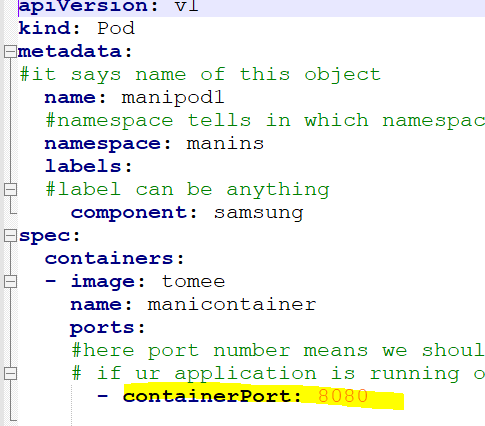 apiVersion: v1
kind: Pod
metadata:
#it says name of this object
name: manipod1
#namespace tells in which namespac
namespace: manins
labels:
#label can be anything
component: samsung
spec:
containers:
- image: tomee
name: manicontainer
ports:
#here port number means we shoul
# if ur application is running o
- containerPort: 8080